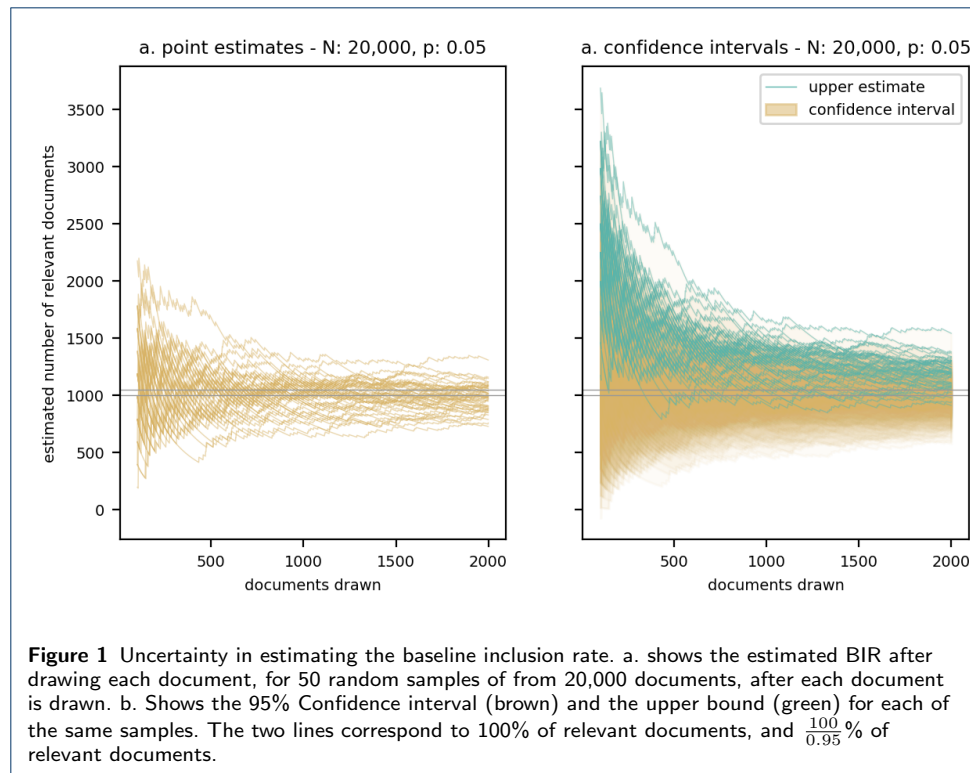 a. point estimates - N: 20,000, p: 0.05
a. confidence intervals - N: 20,000, p: 0.05
estimated number of relevant documents
3500
3000
2500
2000
1500
1000
500
0
500
1000
1500
2000
documents drawn
upper estimate
confidence interval
500
1000
1500
2000
documents drawn
Figure 1 Uncertainty in estimating the baseline inclusion rate. a. shows the estimated BIR after
drawing each document, for 50 random samples of from 20,000 documents, after each document
is drawn. b. Shows the 95% Confidence interval (brown) and the upper bound (green) for each of
the same samples. The two lines correspond to 100% of relevant documents, and 100/0.95% of
relevant documents.